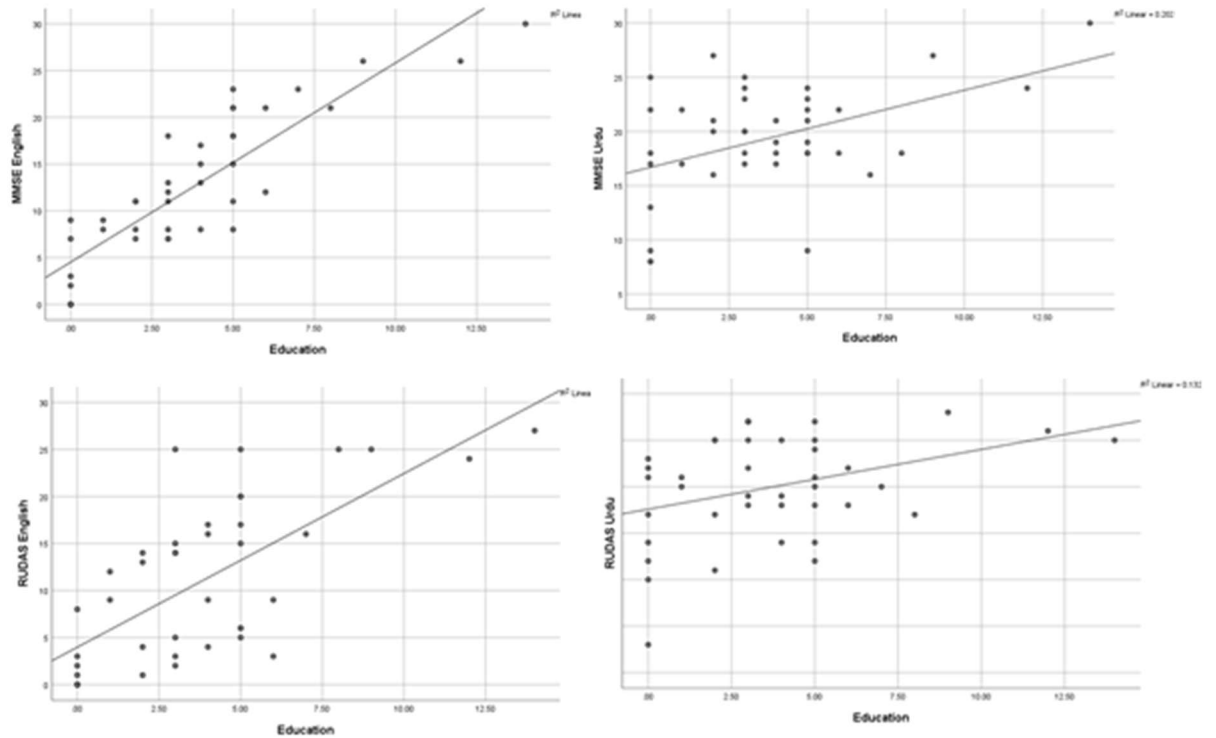 R² Linea
30
25
20
15
10
5
0
MMSE English
.00 2.50 5.00 7.50 10.00 12.50
Education
R² Linear = 0.202
30
25
20
15
10
5
MMSE Urdu
.00 2.50 5.00 7.50 10.00 12.50
Education
R² Linea
30
25
20
15
10
5
0
RUDAS English
.00 2.50 5.00 7.50 10.00 12.50
Education
R² Linear = 0.132
RUDAS Urdu
.00 2.50 5.00 7.50 10.00 12.50
Education